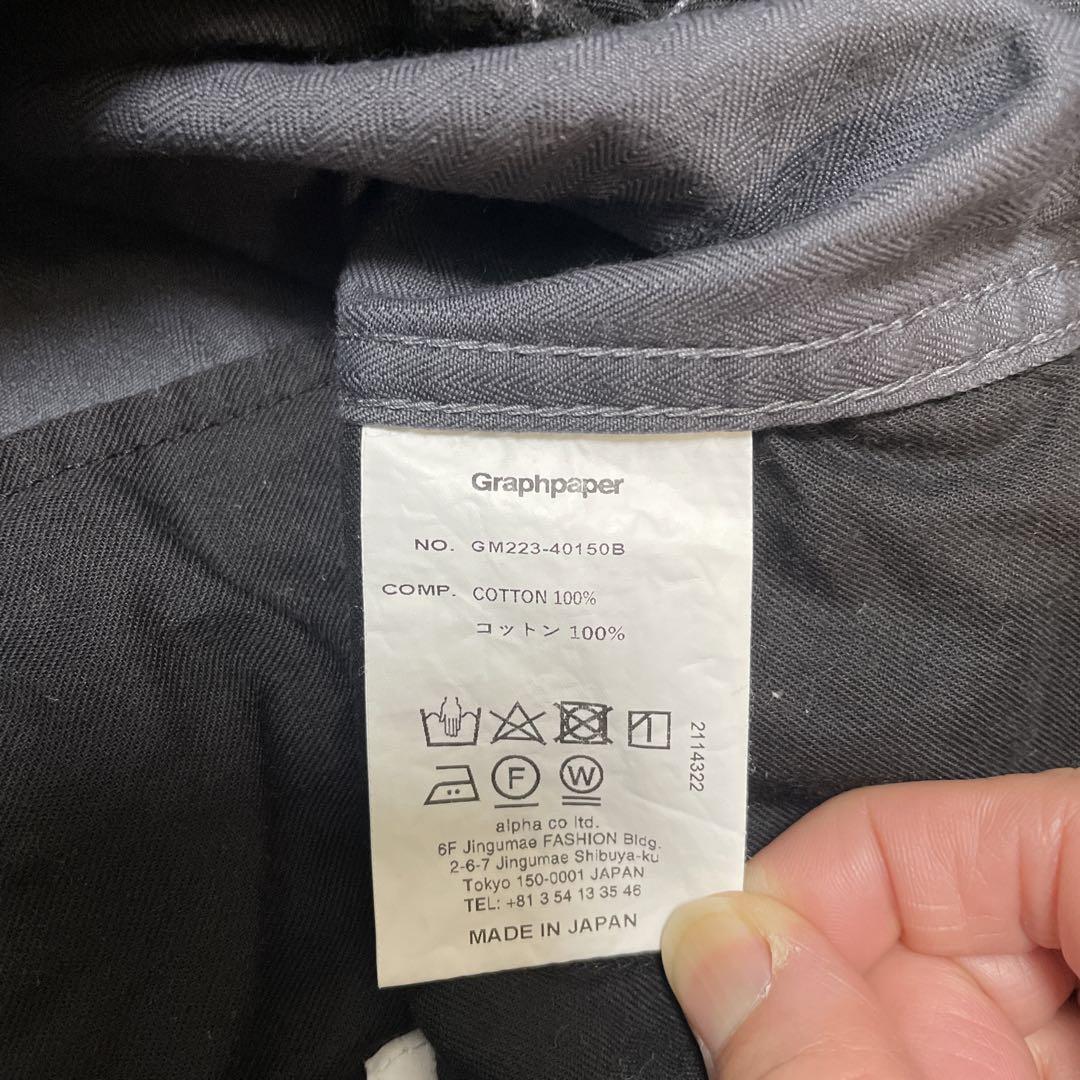 Graphpaper
NO. GM223-40150B
COMP. COTTON 100%
コットン 100%
2114322
F W
alpha co ltd.
6F Jingumae FASHION Bldg.
2-6-7 Jingumae Shibuya-ku
Tokyo 150-0001 JAPAN
TEL: +81 3 54 13 35 46
MADE IN JAPAN